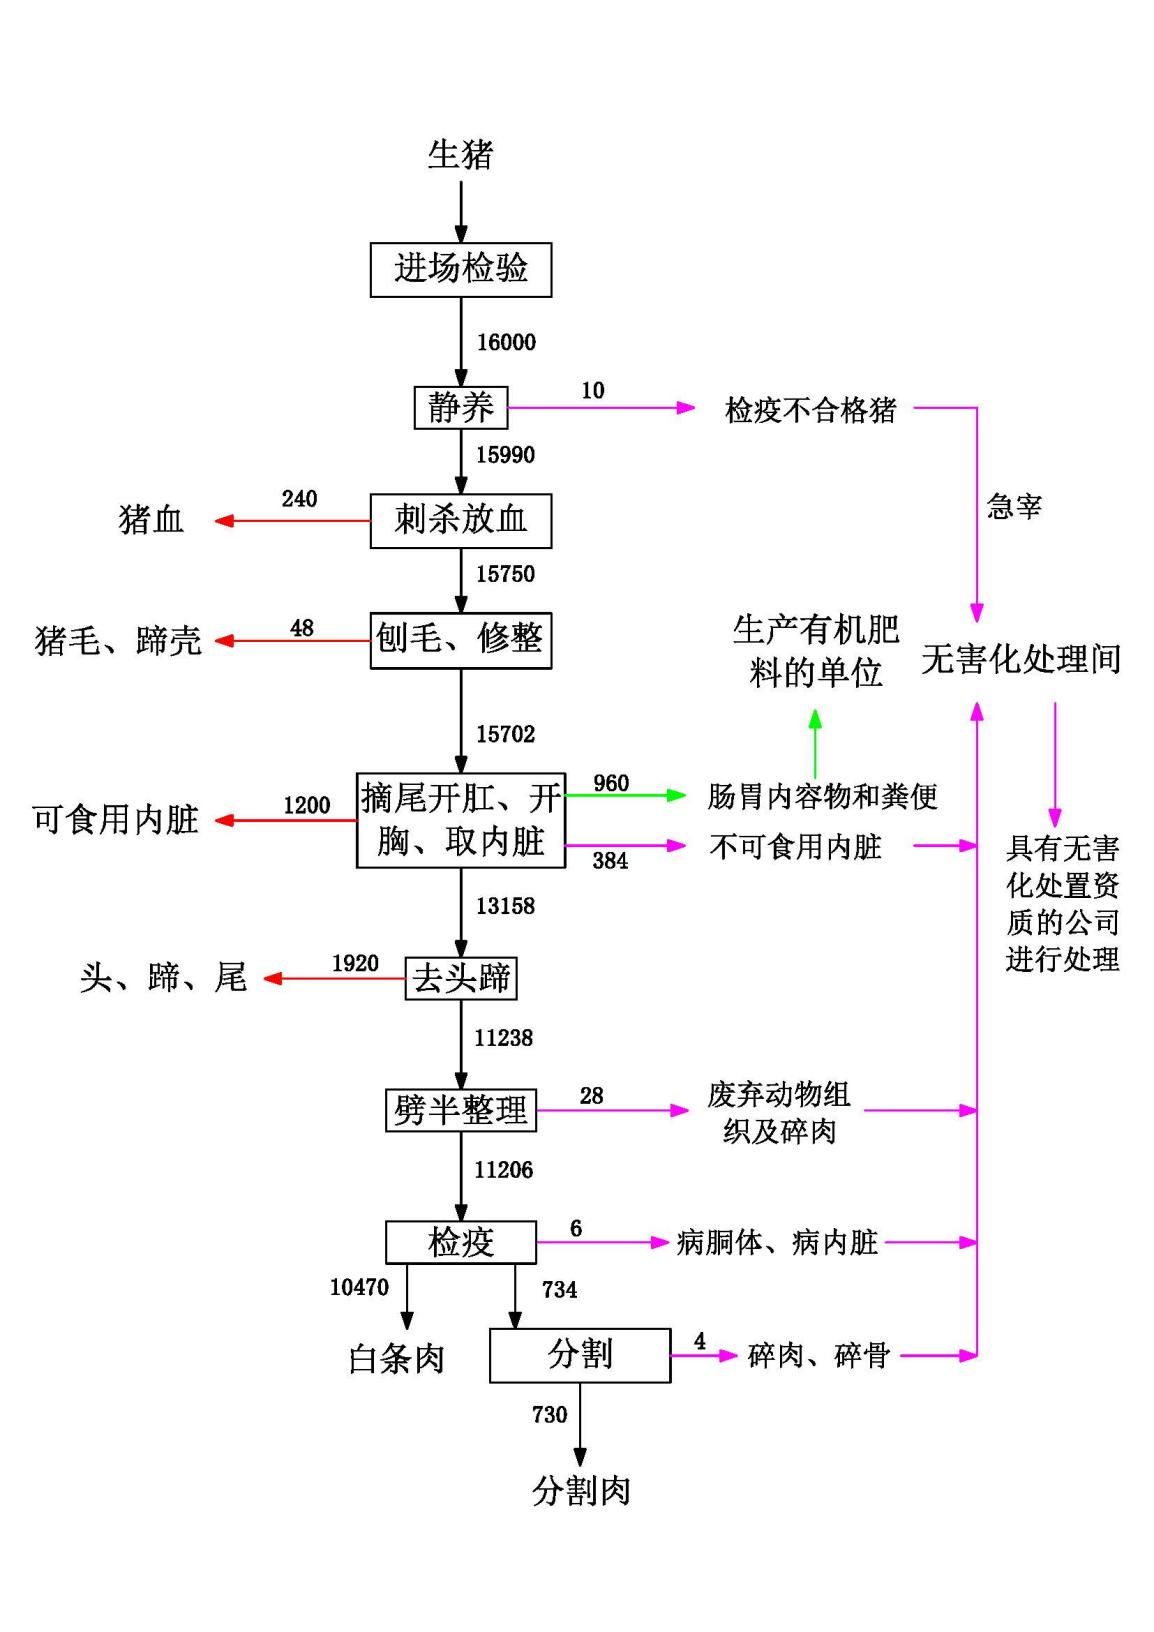 生猪
进场检验
16000
静养
10
检疫不合格猪
15990
急宰
240
猪血
刺杀放血
15750
48
猪毛、蹄壳
刨毛、修整
生产有机肥
料的单位
无害化处理间
15702
摘尾开肛、开
胸、取内脏
1200
可食用内脏
960
肠胃内容物和粪便
384
不可食用内脏
具有无害
化处置资
质的公司
进行处理
13158
1920
头、蹄、尾
去头蹄
11238
劈半整理
28
废弃动物组
织及碎肉
11206
检疫
6
病胴体、病内脏
10470
734
白条肉
分割
4
碎肉、碎骨
730
分割肉